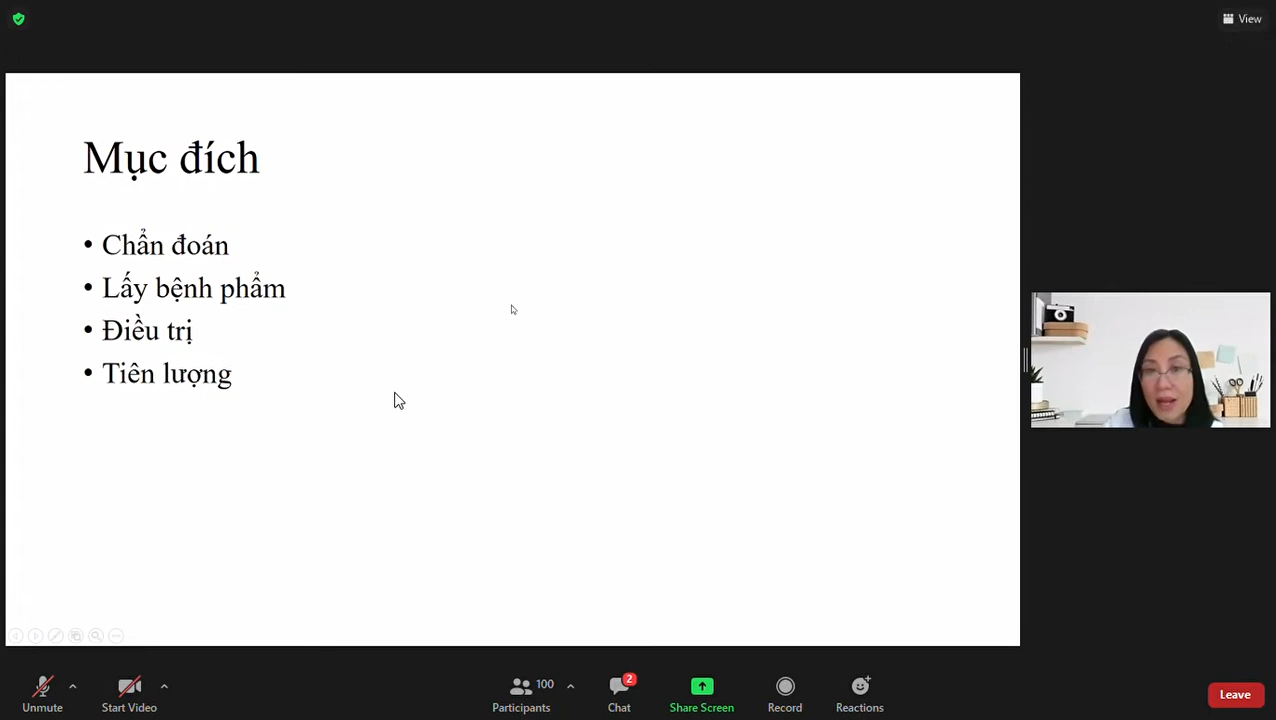 View
Mục đích
• Chẩn đoán
• Lấy bệnh phẩm
• Điều trị
• Tiên lượng
Unmute
Start Video
100
Participants
2
Chat
Share Screen
Record
Reactions
Leave